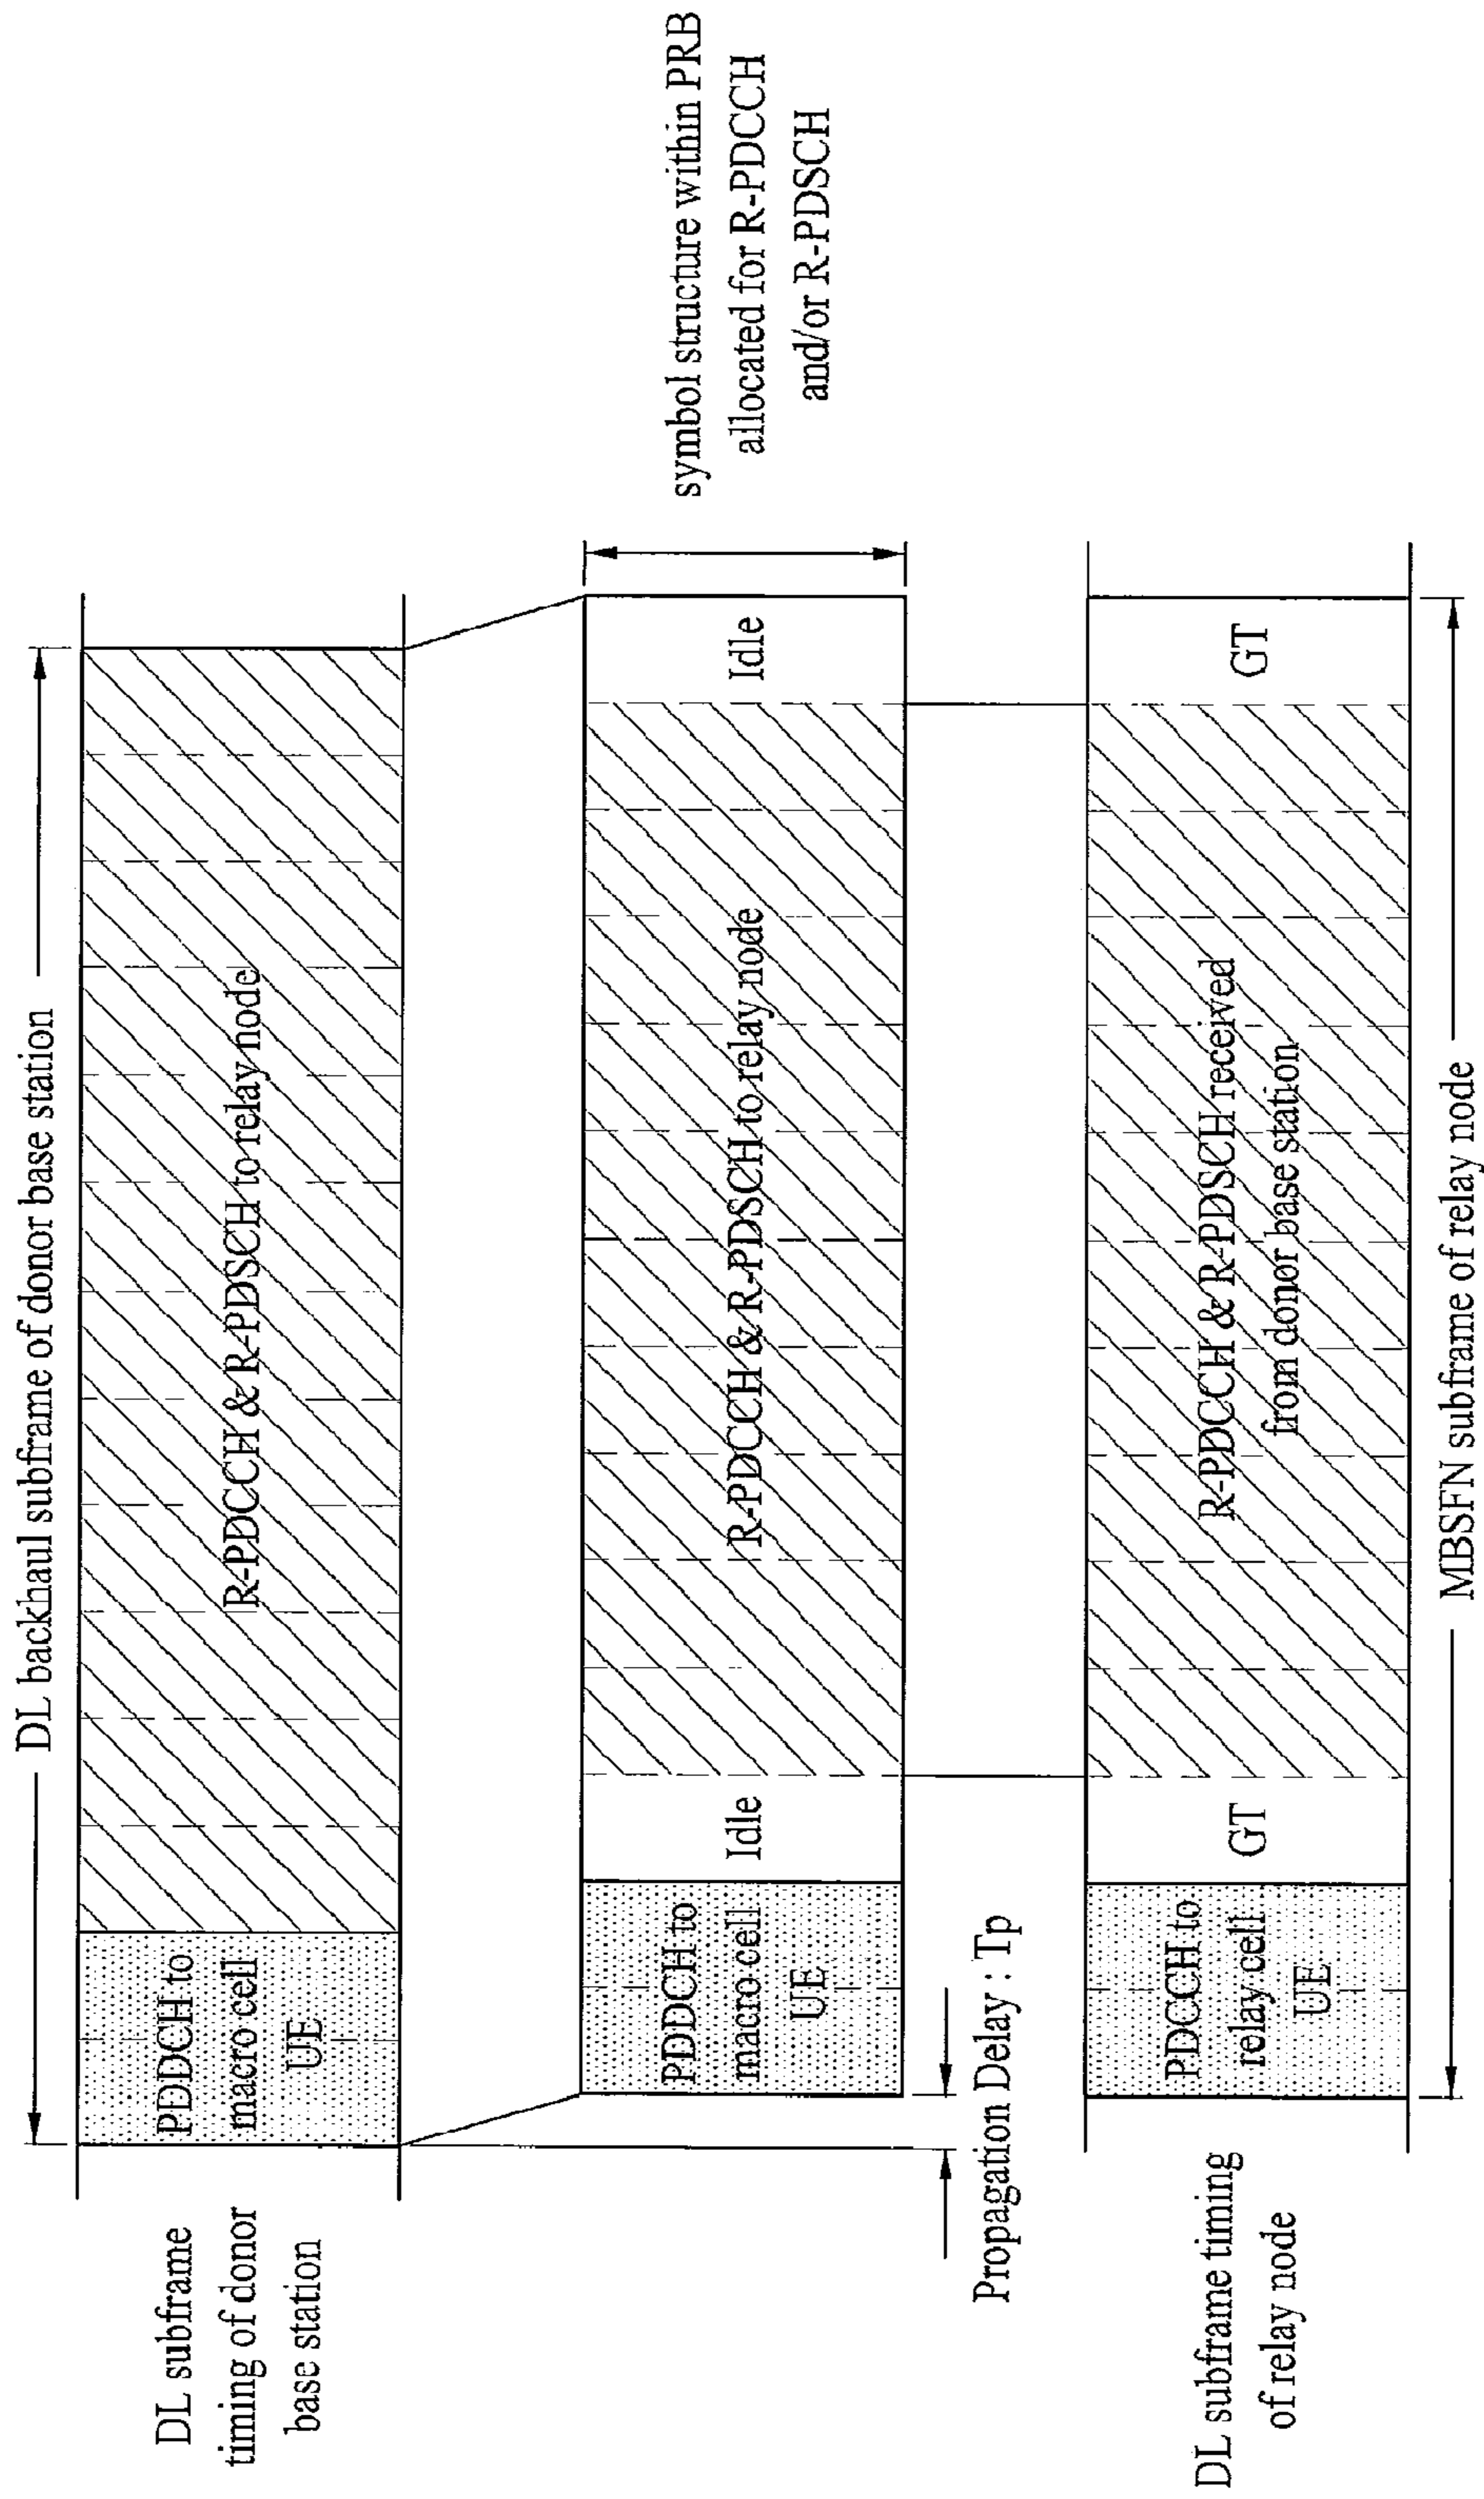 DL backhaul subframe of donor base station
DL subframe
timing of donor
base station
PDDCH to
macro cell
UE
R-PDCCH & R-PDSCH to relay node
PDDCH to
macro cell
UE
Idle
R-PDCCH & R-PDSCH to relay node
Idle
symbol structure within PRB
allocated for R-PDCCH
and/or R-PDSCH
Propagation Delay : Tp
DL subframe timing
of relay node
PDCCH to
relay cell
UE
GT
R-PDCCH & R-PDSCH received
from donor base station
GT
MBSFN subframe of relay node